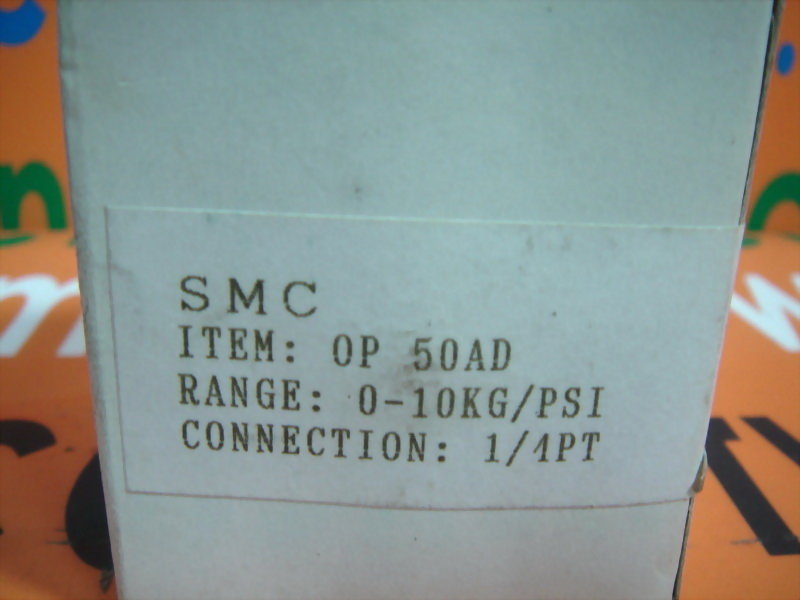 SMC
ITEM: OP 50AD
RANGE: 0-10KG/PSI
CONNECTION: 1/4PT